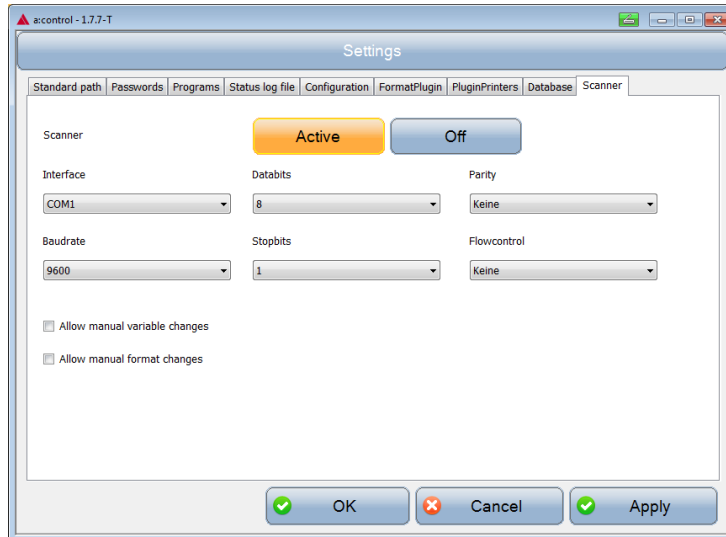 a:control - 1.7.7-T
Settings
Standard path Passwords Programs Status log file Configuration FormatPlugin PluginPrinters Database Scanner
Scanner Active Off
Interface Databits Parity
COM1 8 Keine
Baudrate Stopbits Flowcontrol
9600 1 Keine
Allow manual variable changes
Allow manual format changes
OK Cancel Apply